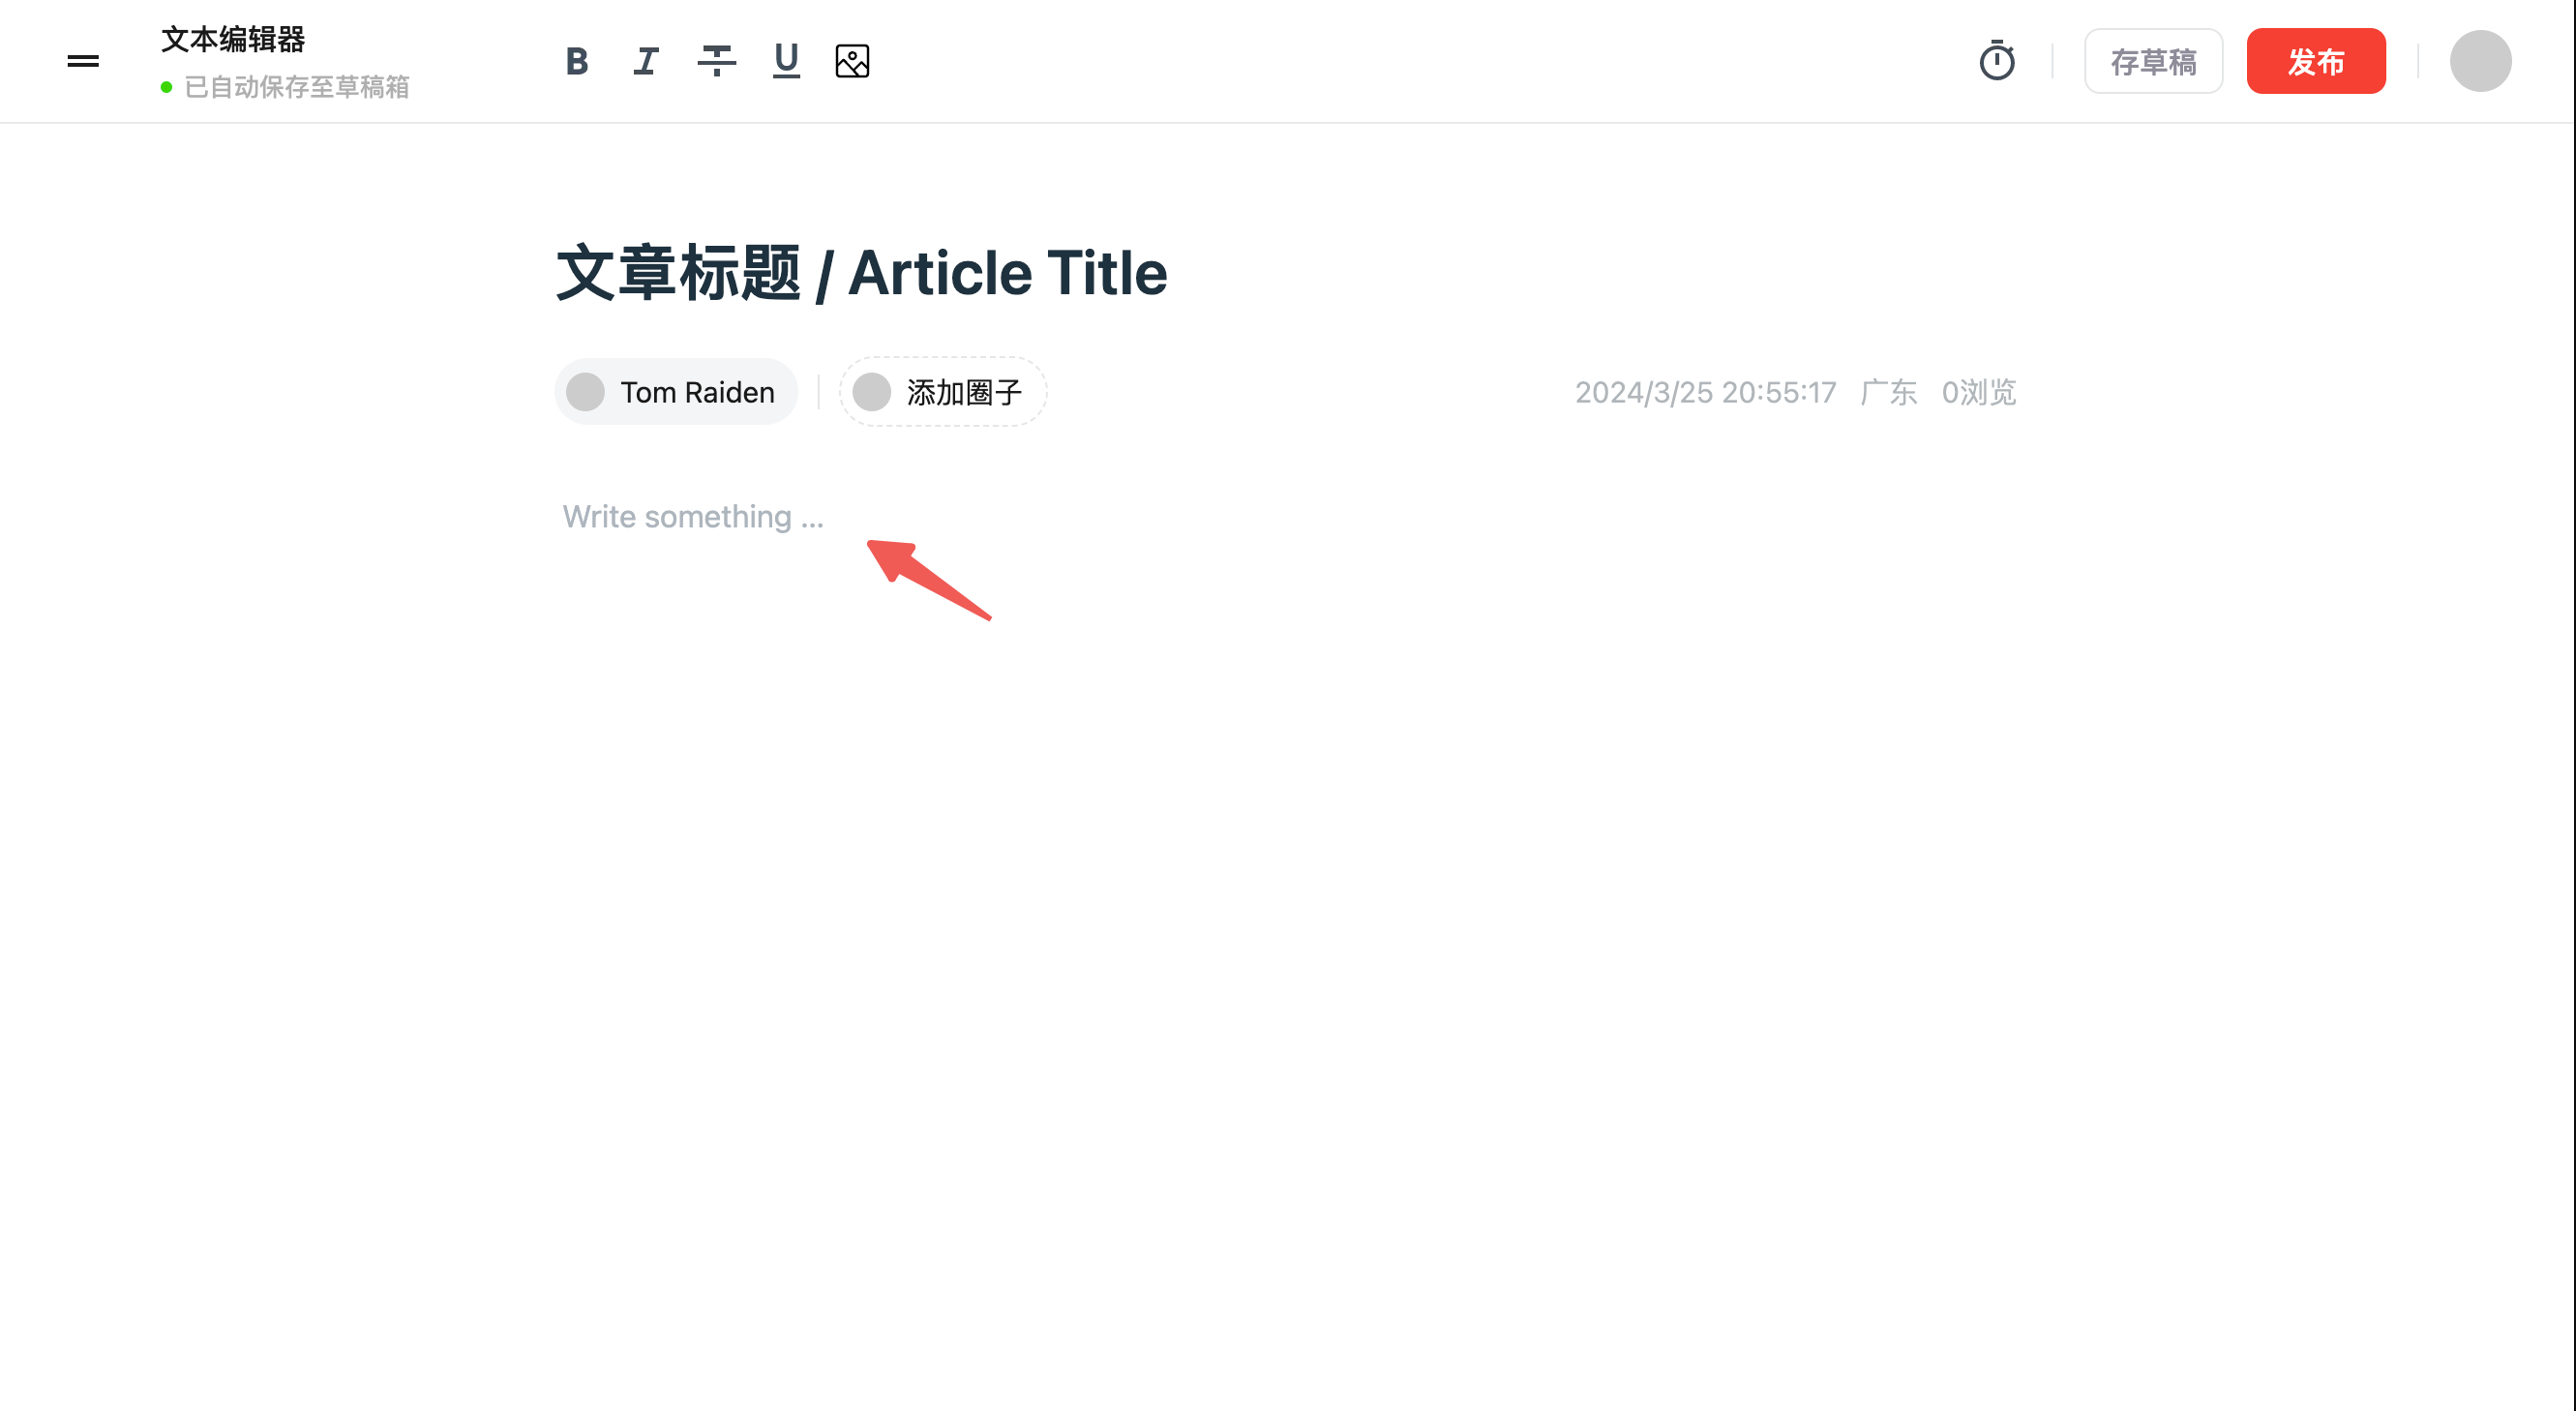 文本编辑器
已自动保存至草稿箱
B I T U
存草稿
发布
文章标题 / Article Title
Tom Raiden
添加圈子
2024/3/25 20:55:17 广东 0浏览
Write something ...